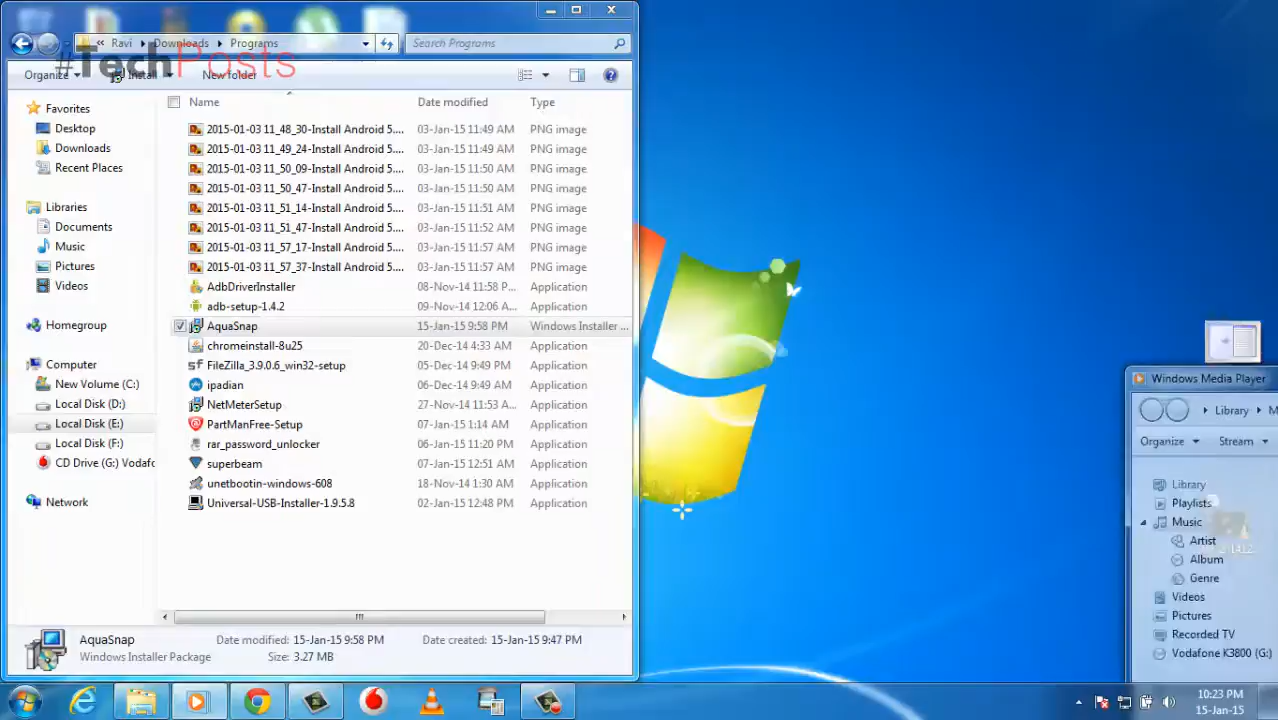 #TechPosts
« Ravi Downloads Programs
Search Programs
Organize Install New folder
Name Date modified Type
Favorites
Desktop
Downloads
Recent Places
Libraries
Documents
Music
Pictures
Videos
Homegroup
Computer
New Volume (C:)
Local Disk (D:)
Local Disk (E:)
Local Disk (F:)
CD Drive (G:) Vodafo
Network
2015-01-03 11_48_30-Install Android 5.... 03-Jan-15 11:49 AM PNG image
2015-01-03 11_49_24-Install Android 5.... 03-Jan-15 11:49 AM PNG image
2015-01-03 11_50_09-Install Android 5.... 03-Jan-15 11:50 AM PNG image
2015-01-03 11_50_47-Install Android 5.... 03-Jan-15 11:50 AM PNG image
2015-01-03 11_51_14-Install Android 5.... 03-Jan-15 11:51 AM PNG image
2015-01-03 11_51_47-Install Android 5.... 03-Jan-15 11:52 AM PNG image
2015-01-03 11_57_17-Install Android 5.... 03-Jan-15 11:57 AM PNG image
2015-01-03 11_57_37-Install Android 5.... 03-Jan-15 11:57 AM PNG image
AdbDriverInstaller 08-Nov-14 11:58 P... Application
adb-setup-1.4.2 09-Nov-14 12:06 A... Application
AquaSnap 15-Jan-15 9:58 PM Windows Installer ...
chromeinstall-8u25 20-Dec-14 4:33 AM Application
FileZilla_3.9.0.6_win32-setup 05-Dec-14 9:49 PM Application
ipadian 06-Dec-14 9:49 AM Application
NetMeterSetup 27-Nov-14 11:53 A... Application
PartManFree-Setup 07-Jan-15 1:14 AM Application
rar_password_unlocker 06-Jan-15 11:20 PM Application
superbeam 07-Jan-15 12:51 AM Application
unetbootin-windows-608 18-Nov-14 1:30 AM Application
Universal-USB-Installer-1.9.5.8 02-Jan-15 12:48 PM Application
AquaSnap Date modified: 15-Jan-15 9:58 PM Date created: 15-Jan-15 9:47 PM
Windows Installer Package Size: 3.27 MB
Windows Media Player
Library M
Organize Stream
Library
Playlists
Music
Artist
Album
Genre
Videos
Pictures
Recorded TV
Vodafone K3800 (G:)
10:23 PM
15-Jan-15